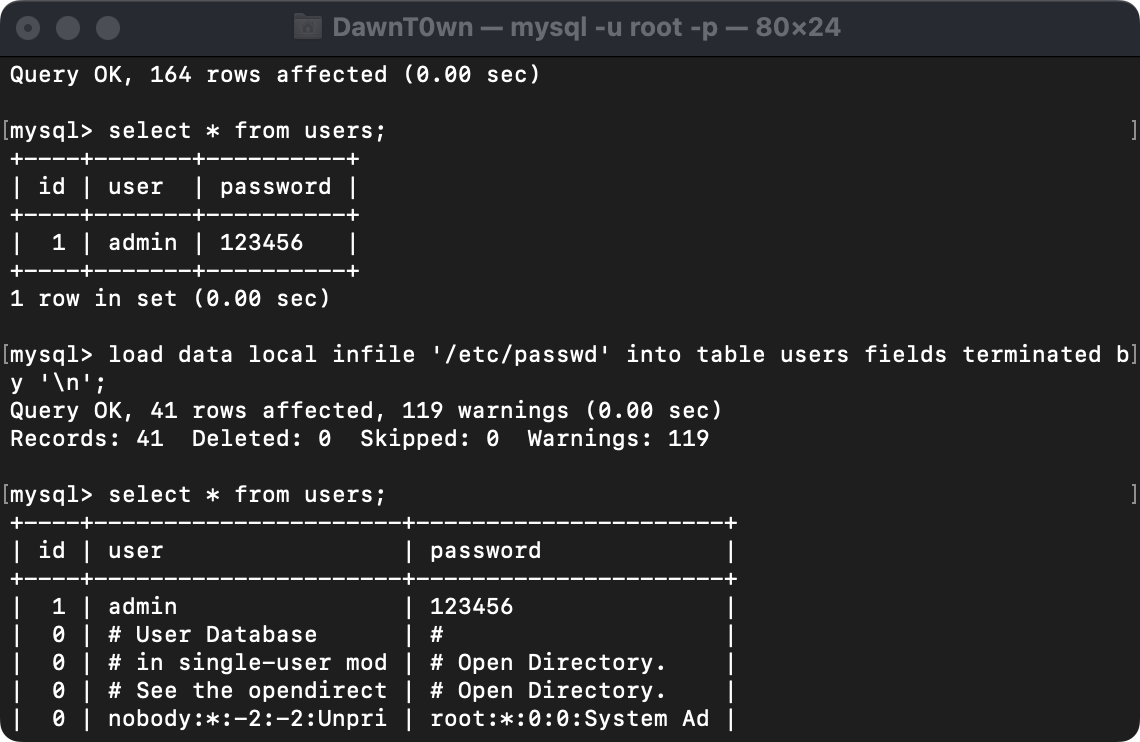 DawnT0wn — mysql -u root -p — 80×24
Query OK, 164 rows affected (0.00 sec)
[mysql> select * from users; ]
+----+-------+----------+
| id | user  | password |
+----+-------+----------+
|  1 | admin | 123456   |
+----+-------+----------+
1 row in set (0.00 sec)
[mysql> load data local infile '/etc/passwd' into table users fields terminated b]
y '\n';
Query OK, 41 rows affected, 119 warnings (0.00 sec)
Records: 41  Deleted: 0  Skipped: 0  Warnings: 119
[mysql> select * from users; ]
+----+----------------------+----------------------+
| id | user                 | password             |
+----+----------------------+----------------------+
|  1 | admin                | 123456               |
|  0 | # User Database      | #                    |
|  0 | # in single-user mod | # Open Directory.    |
|  0 | # See the opendirect | # Open Directory.    |
|  0 | nobody:*:-2:-2:Unpri | root:*:0:0:System Ad |